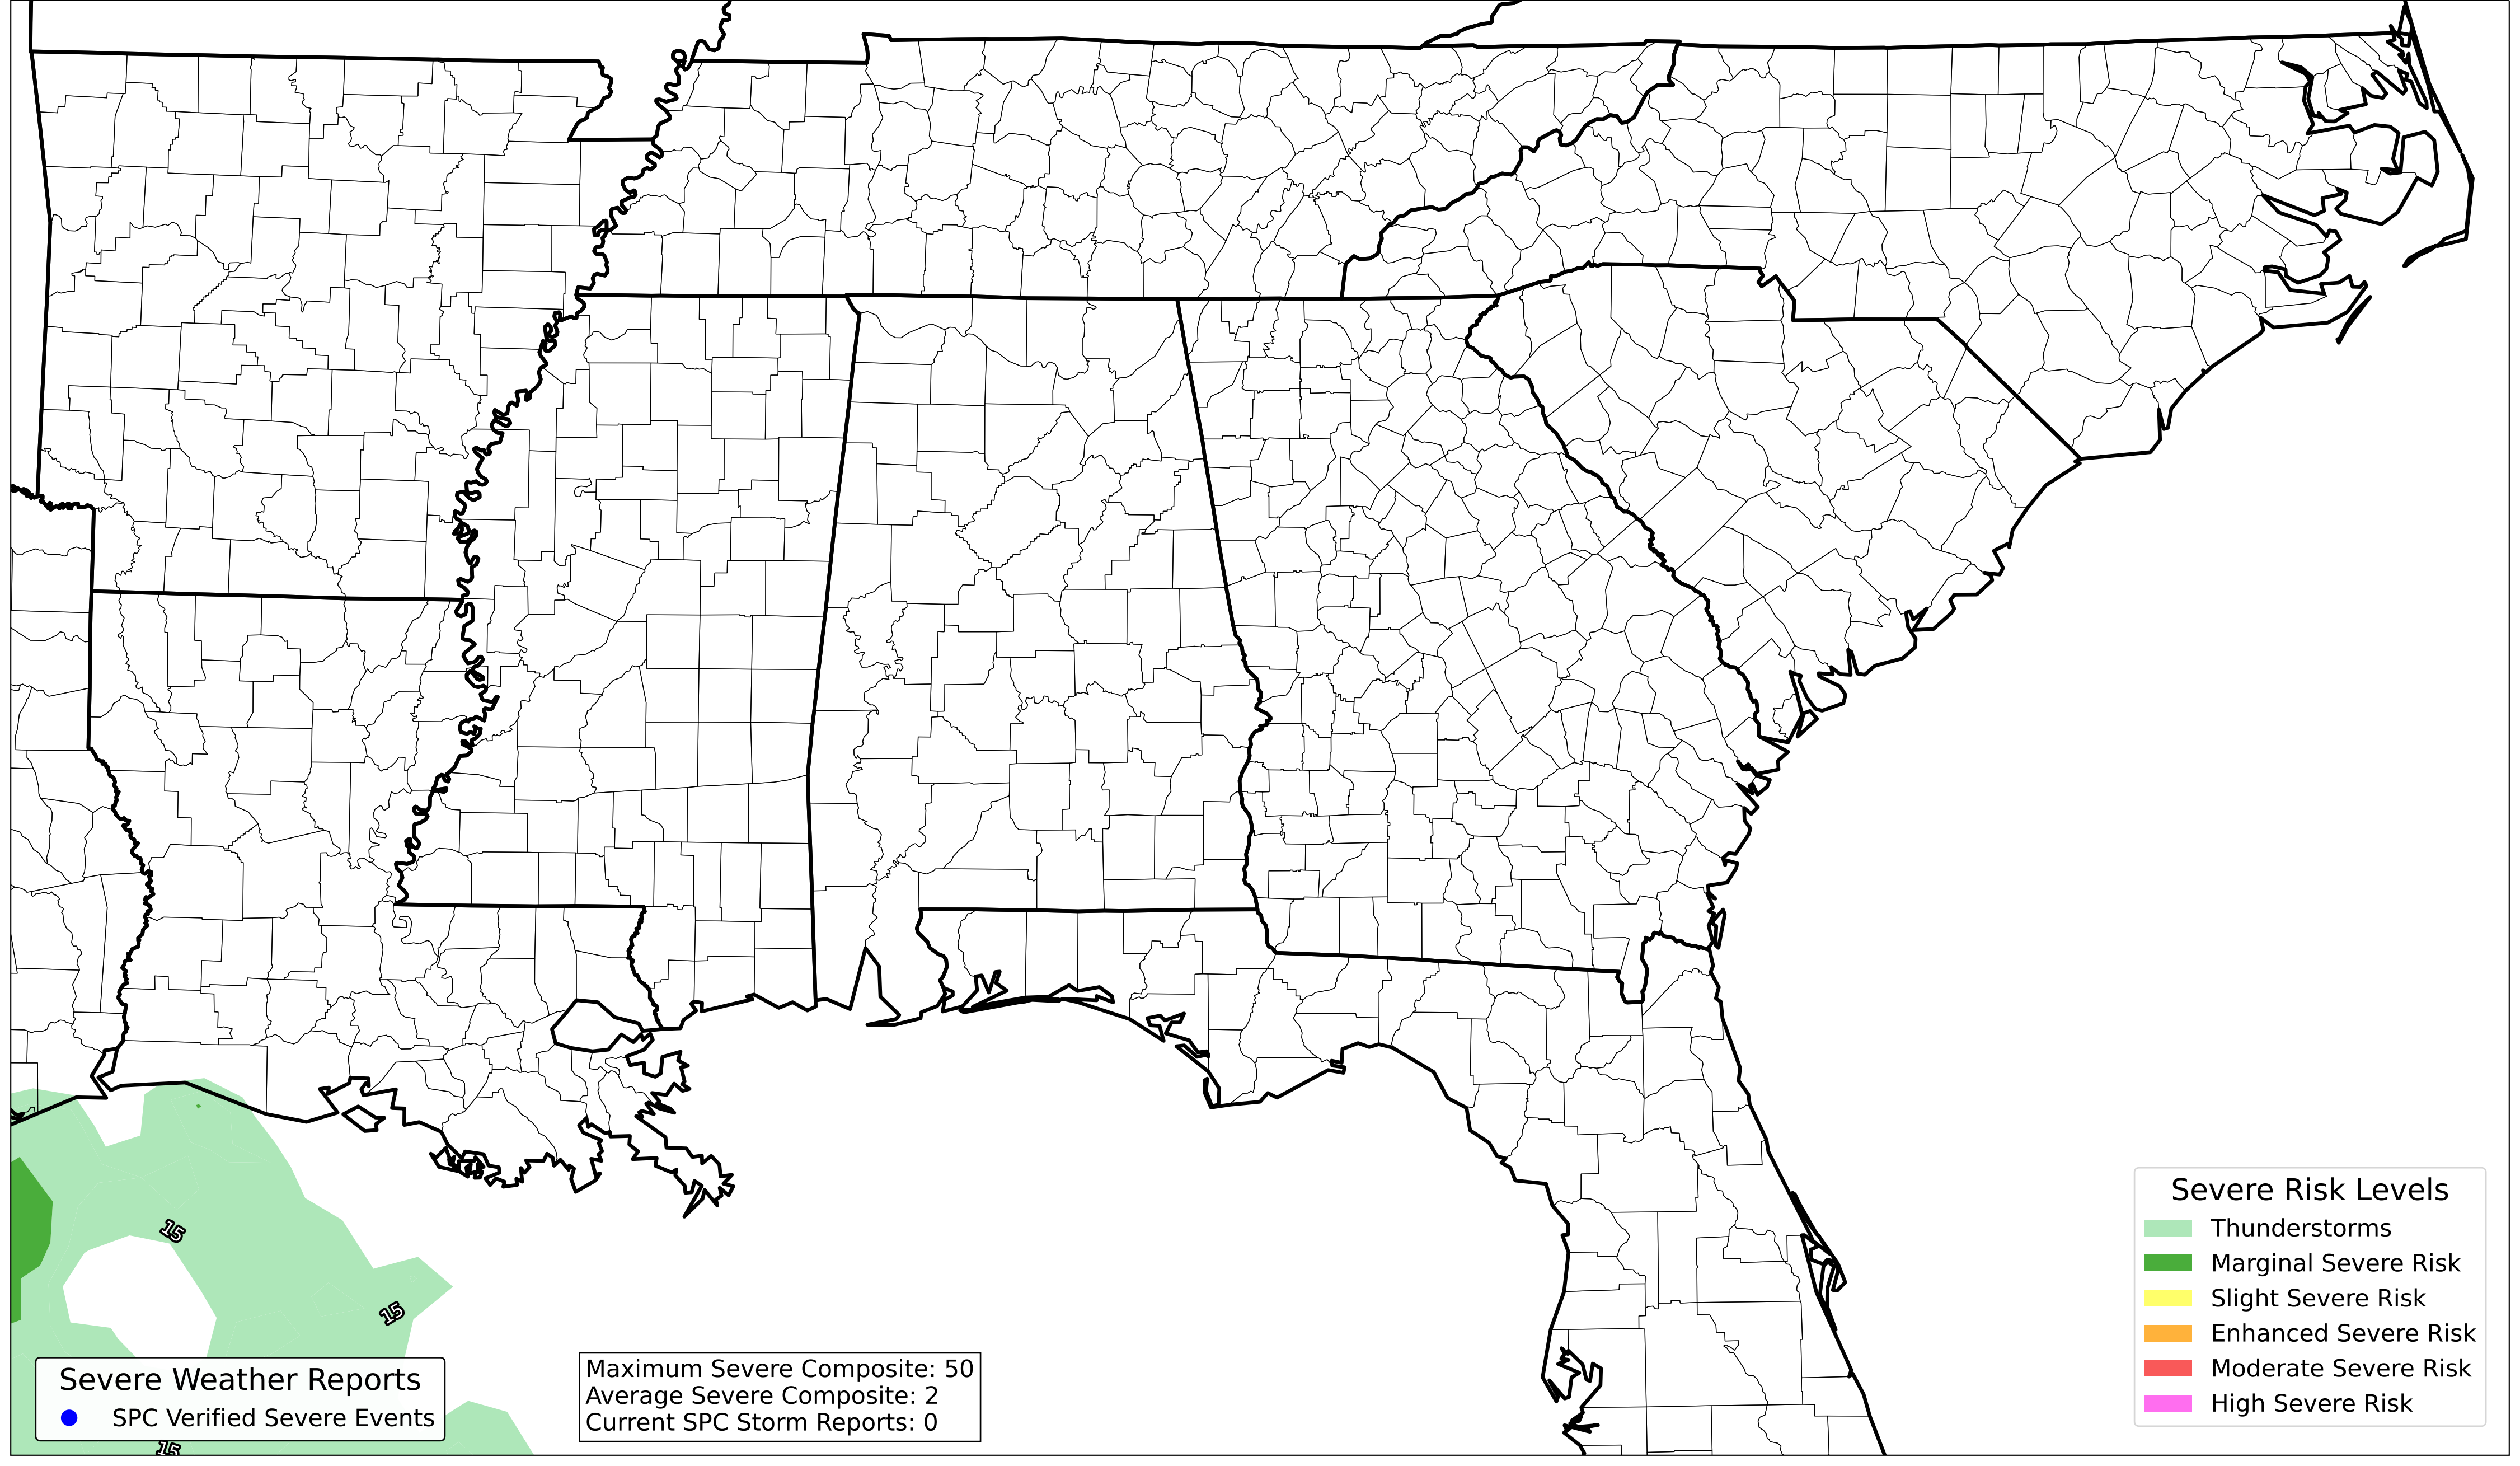 15
15
Severe Weather Reports
SPC Verified Severe Events
15
Maximum Severe Composite: 50
Average Severe Composite: 2
Current SPC Storm Reports: 0
Severe Risk Levels
Thunderstorms
Marginal Severe Risk
Slight Severe Risk
Enhanced Severe Risk
Moderate Severe Risk
High Severe Risk